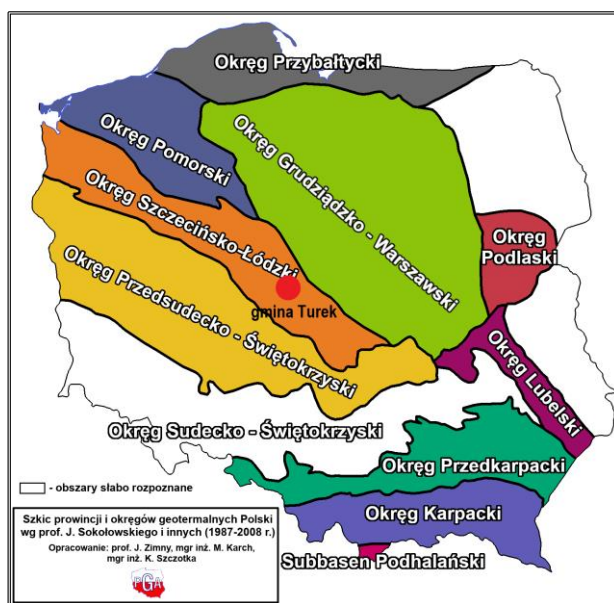 Okręg Przybałtycki
Okręg Pomorski
Okręg Grudziądzko - Warszawski
Okręg Szczecińsko-Łódzki
Okręg Podlaski
gmina Turek
Okręg Przedsudecko - Świętokrzyski
Okręg Lubelski
Okręg Sudecko - Świętokrzyski
Okręg Przedkarpacki
- obszary słabo rozpoznane
Okręg Karpacki
Szkic prowincji i okręgów geotermalnych Polski
wg prof. J. Sokołowskiego i innych (1987-2008 r.)
Opracowanie: prof. J. Zimny, mgr inż. M. Karch,
mgr inż. K. Szczotka
PGA
Subbasen Podhalański